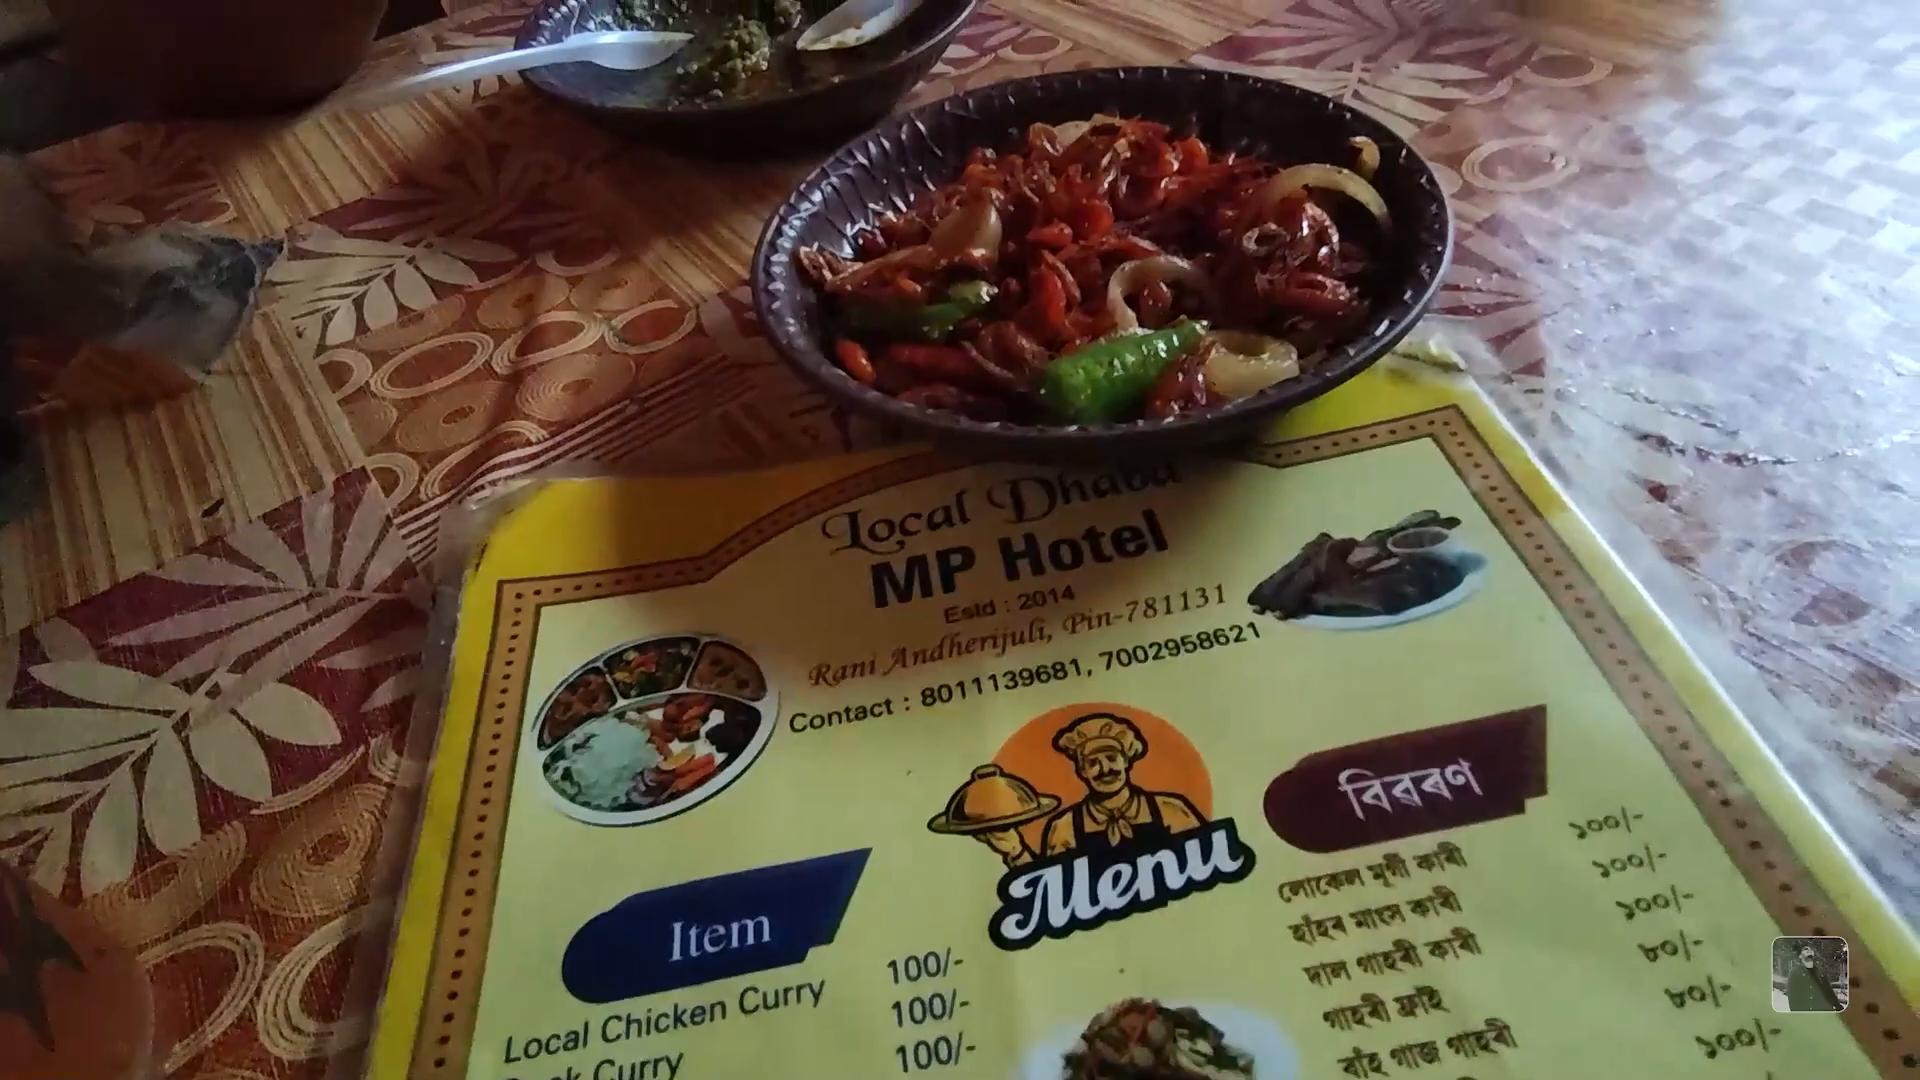 Local Dhaba
MP Hotel
Estd : 2014
Rani Andherijuli, Pin-781131
Contact : 8011139681, 7002958621
Menu
Item
Local Chicken Curry 100/-
Curry 100/-
100/-
বিৱৰণ
লোকেল মুৰ্গী কাৰী ১০০/-
হাঁহৰ মাংস কাৰী ১০০/-
দাল গাহৰী কাৰী ১০০/-
গাহৰী ফ্ৰাই ৮০/-
বাঁহ গাজ গাহৰী ৮০/-
১০০/-